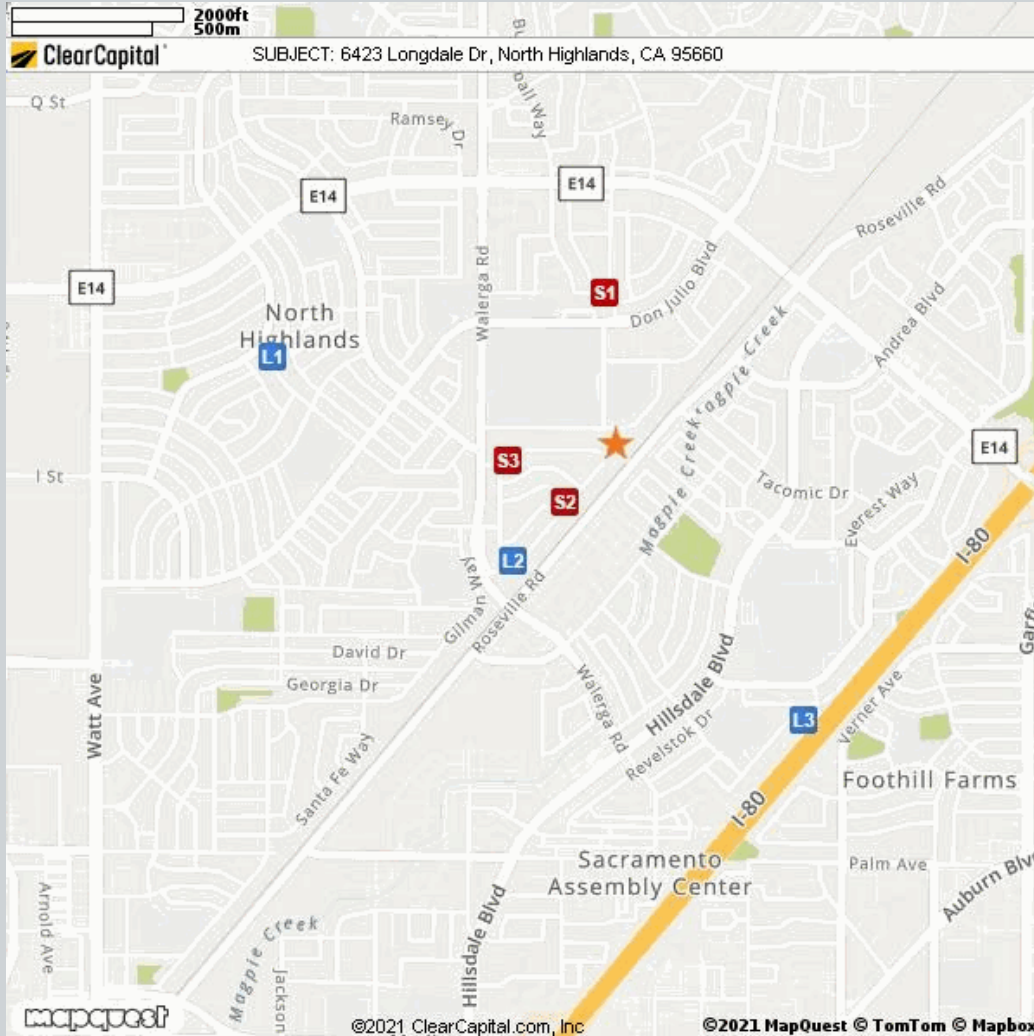 2000ft
500m
ClearCapital
SUBJECT: 6423 Longdale Dr, North Highlands, CA 95660
Q St
Ramsey Dr
ball Way
E14
E14
Roseville Rd
Walerga Rd
E14
S1
Don Julio Blvd
North
Highlands
L1
Andrea Blvd
Magpie Creek
Magpie Creek
E14
S3
I St
Tacomic Dr
S2
Everest Way
I-80
L2
Gilman Way
Roseville Rd
David Dr
Georgia Dr
Walerga Rd
Hillsdale Blvd
Watt Ave
Revelstok Dr
L3
Verner Ave
Santa Fe Way
Foothill Farms
I-80
Sacramento
Assembly Center
Palm Ave
Auburn Blv
Arnold Ave
Hillsdale Blvd
Magpie Creek
Jackson
mapquest
©2021 ClearCapital.com, Inc
©2021 MapQuest © TomTom © Mapbox